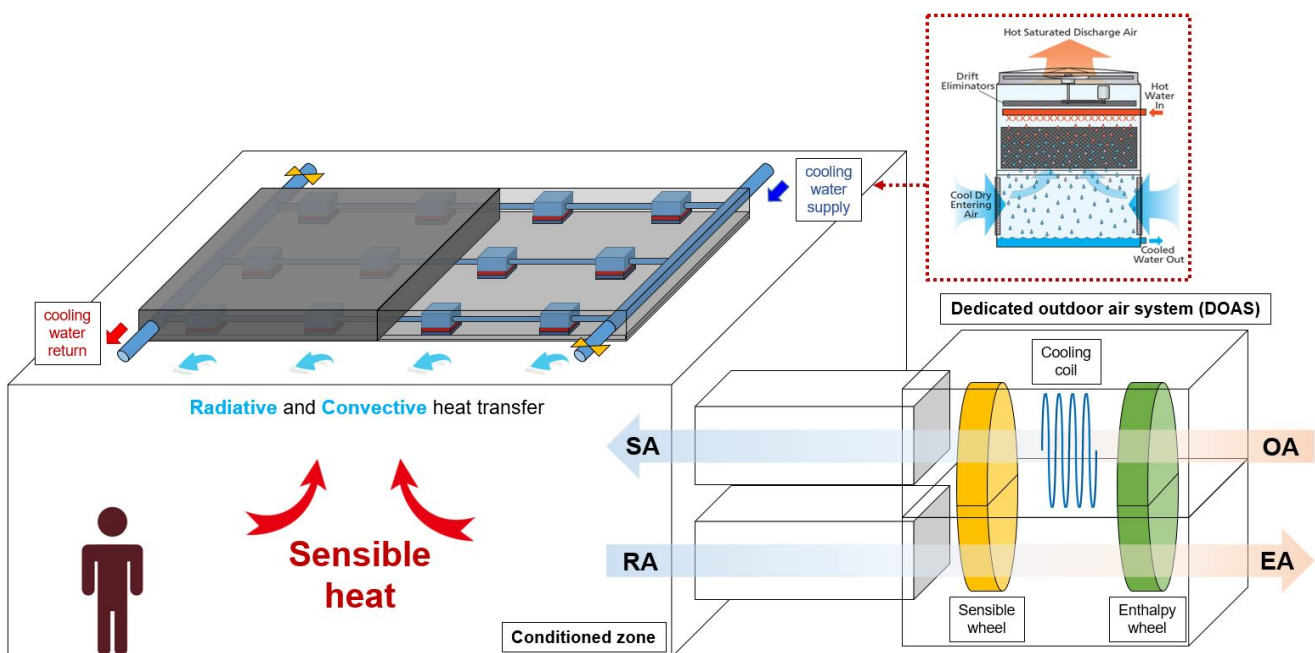 Hot Saturated Discharge Air
Drift
Eliminators
Hot
Water
In
Cool Dry
Entering
Air
Cooled
Water Out
cooling
water
supply
cooling
water
return
Radiative and Convective heat transfer
Sensible
heat
Conditioned zone
Dedicated outdoor air system (DOAS)
Cooling
coil
SA
OA
RA
EA
Sensible
wheel
Enthalpy
wheel